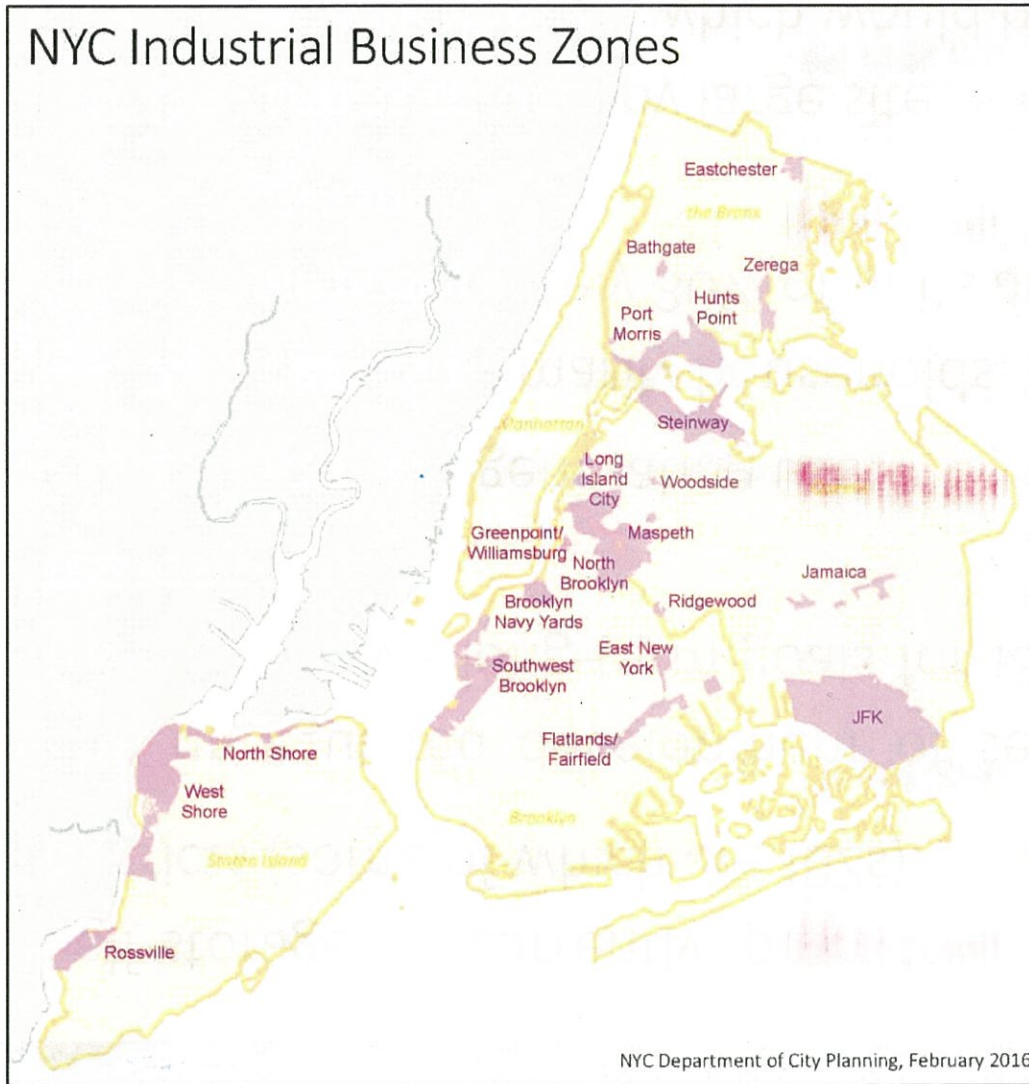 NYC Industrial Business Zones
Eastchester
the Bronx
Bathgate
Zerega
Hunts
Point
Port
Morris
Manhattan
Steinway
Long
Island
City
Woodside
Greenpoint/
Williamsburg
Maspeth
North
Brooklyn
Jamaica
Brooklyn
Navy Yards
Ridgewood
East New
York
Southwest
Brooklyn
JFK
Flatlands/
Fairfield
North Shore
West
Shore
Brooklyn
Staten Island
Rossville
NYC Department of City Planning, February 2016